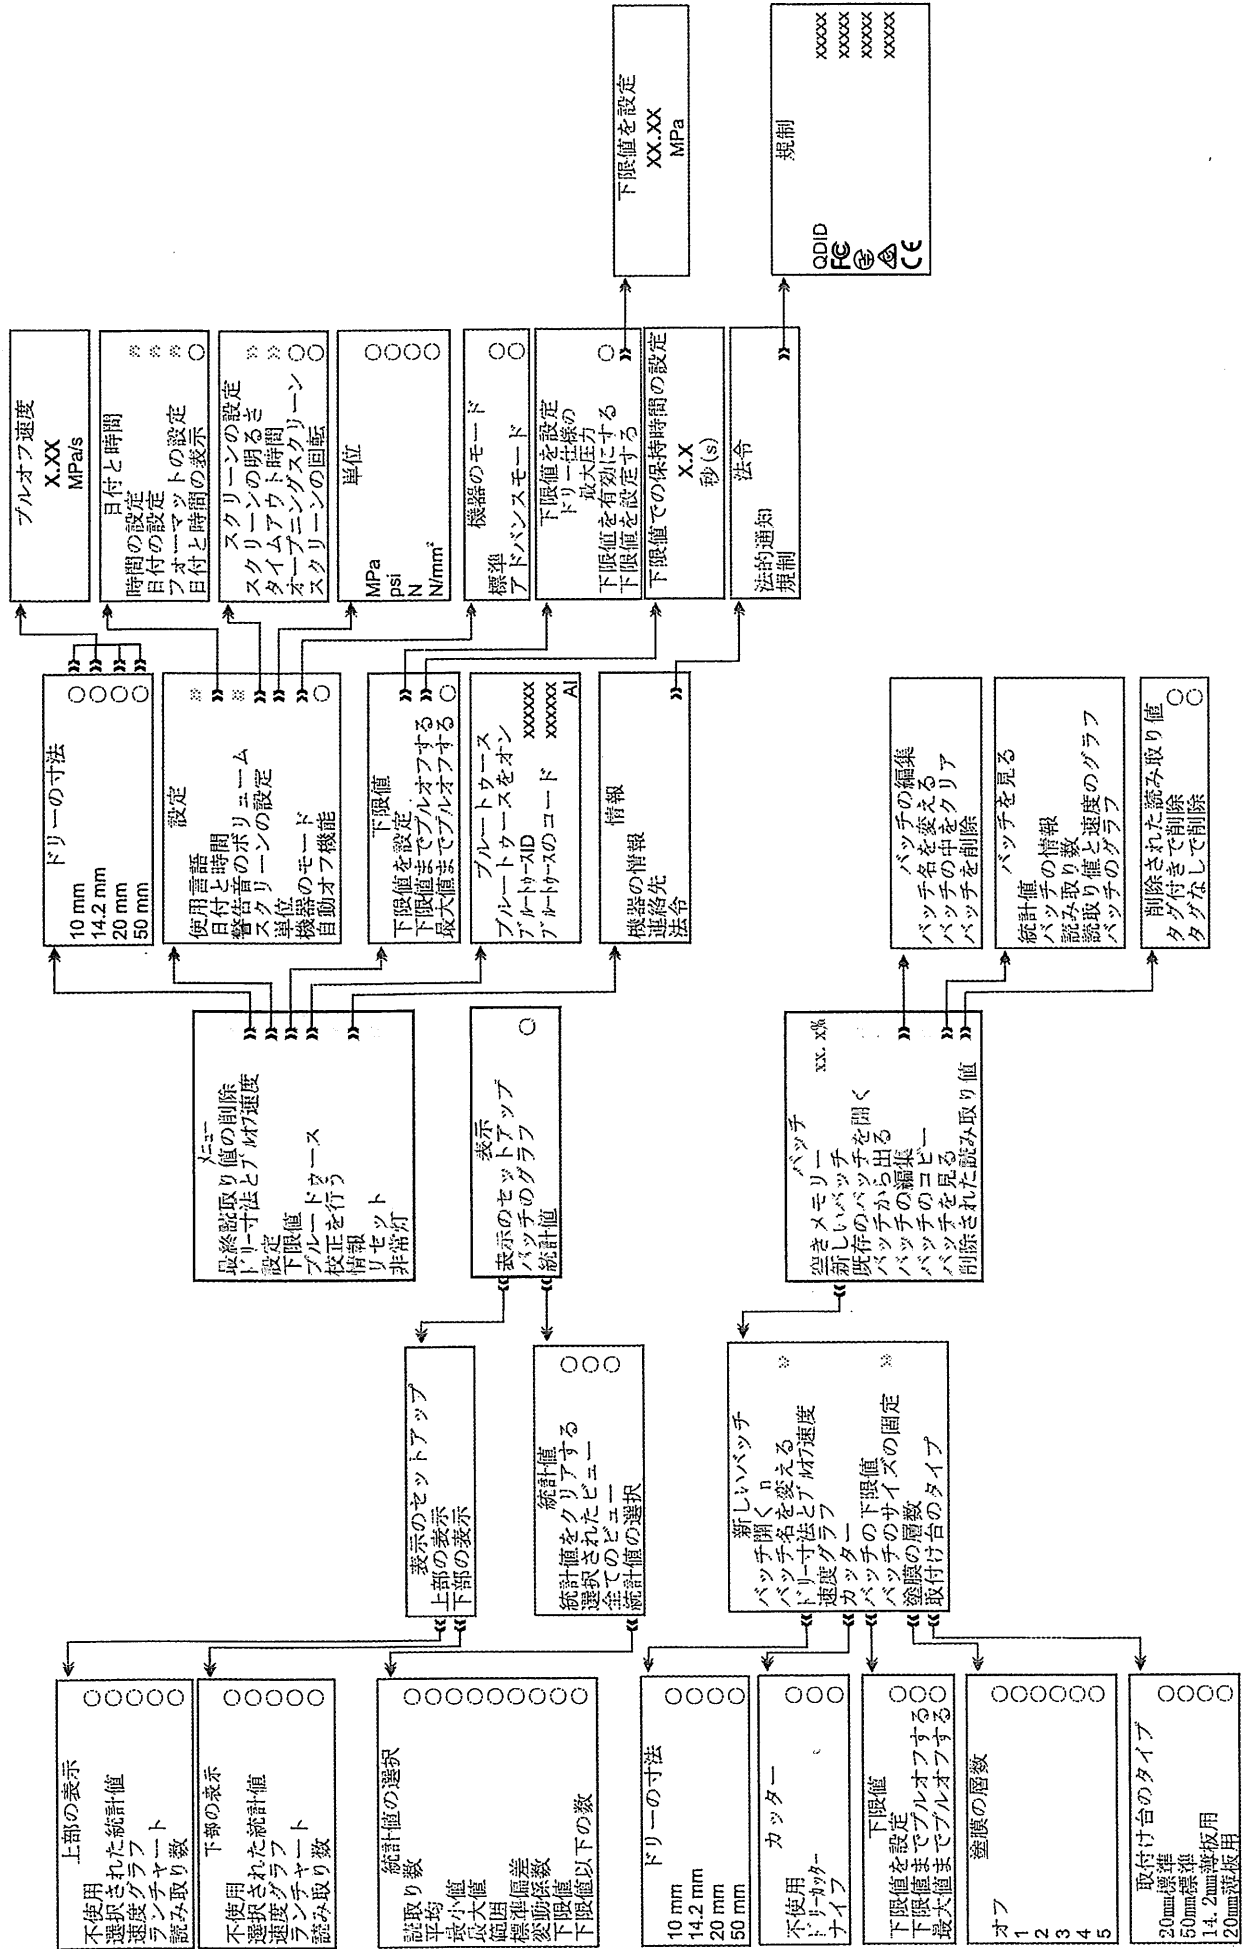 上部の表示
不使用
選択された統計値
速度グラフ
ランチャート
読み取り数
下部の表示
不使用
選択された統計値
速度グラフ
ランチャート
読み取り数
統計値の選択
読取り数
平均
最小値
最大値
範囲
標準偏差
変動係数
下限値
下限値以下の数
ドリーの寸法
10 mm
14.2 mm
20 mm
50 mm
カッター
不使用
ドリーカッター
ナイフ
下限値
下限値を設定
下限値までプルオフする
最大値までプルオフする
塗膜の層数
オフ
1
2
3
4
5
取付け台のタイプ
20mm標準
50mm標準
14.2mm薄板用
20mm薄板用
表示のセットアップ
上部の表示
下部の表示
統計値
統計値をクリアする
選択されたビュー
全てのビュー
統計値の選択
新しいバッチ
バッチ開く n
バッチ名を変える
ドリー寸法とプルオフ速度
速度グラフ
カッター
バッチの下限値
バッチのサイズの固定
塗膜の層数
取付け台のタイプ
メニュー
最終読取り値の削除
ドリー寸法とプルオフ速度
設定
下限値
ブルードゥース
校正を行う
情報
リセット
非常灯
表示
表示のセットアップ
バッチのグラフ
統計値
バッチ
空きメモリー xx. x%
新しいバッチ
既存のバッチを開く
バッチから出る
バッチの編集
バッチのコピー
バッチを見る
削除された読み取り値
ドリーの寸法
10 mm
14.2 mm
20 mm
50 mm
設定
使用言語
日付と時間
警告音のボリューム
スクリーンの設定
単位
機器のモード
自動オフ機能
下限値
下限値を設定
下限値までプルオフする
最大値までプルオフする
ブルートゥース
ブルートゥースをオン
ブルートゥースID xxxxxx
ブルートゥースのコード xxxxxx
AI
情報
機器の情報
連絡先
法令
バッチの編集
バッチ名を変える
バッチの中をクリア
バッチを削除
バッチを見る
統計値
バッチの情報
読み取り数
読取り値と速度のグラフ
バッチのグラフ
削除された読み取り値
タグ付きで削除
タグなしで削除
プルオフ速度
X.XX
MPa/s
日付と時間
時間の設定
日付の設定
フォーマットの設定
日付と時間の表示
スクリーンの設定
スクリーンの明るさ
タイムアウト時間
オープニングスクリーン
スクリーンの回転
単位
MPa
psi
N
N/mm²
機器のモード
標準
アドバンスモード
下限値を設定
ドリー仕様の
最大圧力
下限値を有効にする
下限値を設定する
下限値での保持時間の設定
X.X
秒(s)
法令
法的通知
規制
下限値を設定
XX.XX
MPa
規制
QDID xxxxx
FC xxxxx
xxxxx
CE xxxxx